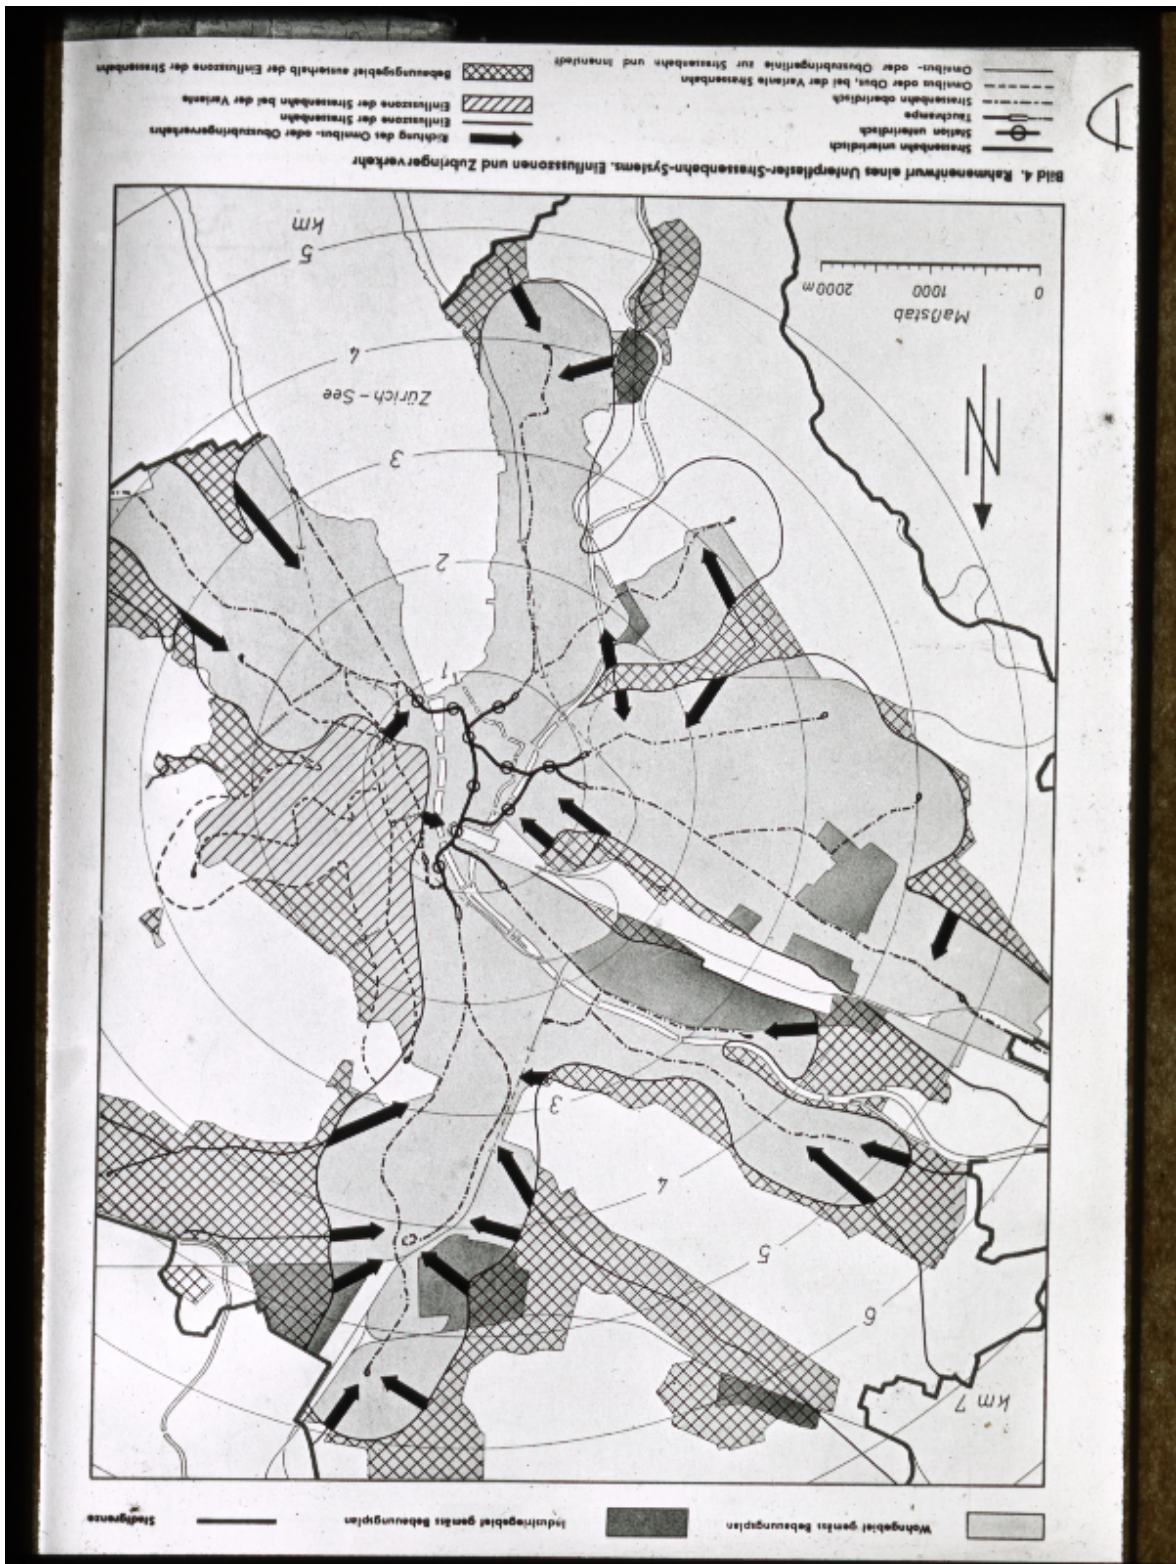 Wohngebiet gemäss Bebauungsplan
Industriegebiet gemäss Bebauungsplan
Stadtgrenze
km 7
6
5
4
3
1
2
3
Zürich-See
4
N
Maßstab
0 1000 2000 m
5
km
Bild 4. Rahmenentwurf eines Unterpflaster-Strassenbahn-Systems. Einflusszonen und Zubringerverkehr
Strassenbahn unterirdisch
Station unterirdisch
Tauchrampe
Strassenbahn oberirdisch
Omnibus oder Obus, bei der Variante Strassenbahn
Omnibus- oder Obuszubringerlinie zur Strassenbahn und Innenstadt
Richtung des Omnibus- oder Obuszubringerverkehrs
Einflusszone der Strassenbahn
Einflusszone der Strassenbahn bei der Variante
Bebauungsgebiet ausserhalb der Einflusszone der Strassenbahn